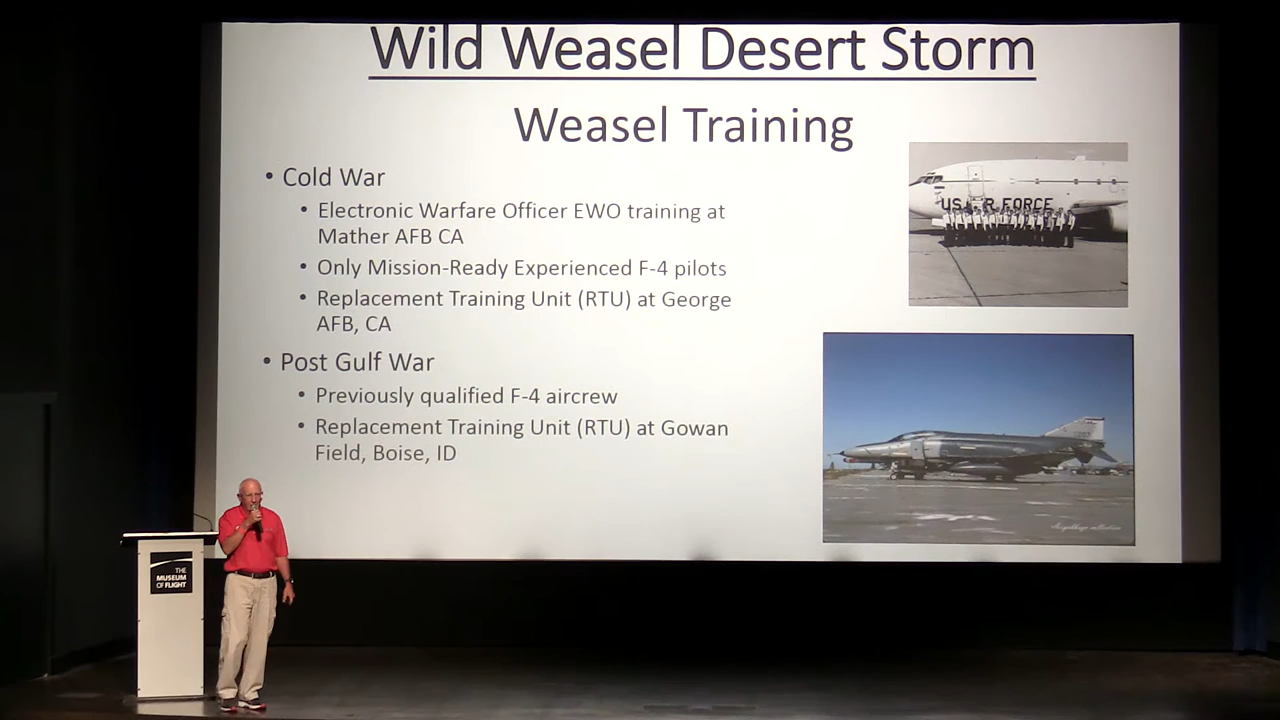 Wild Weasel Desert Storm
Weasel Training
• Cold War
• Electronic Warfare Officer EWO training at
Mather AFB CA
• Only Mission-Ready Experienced F-4 pilots
• Replacement Training Unit (RTU) at George
AFB, CA
• Post Gulf War
• Previously qualified F-4 aircrew
• Replacement Training Unit (RTU) at Gowan
Field, Boise, ID
US AIR FORCE
THE
MUSEUM
OF FLIGHT